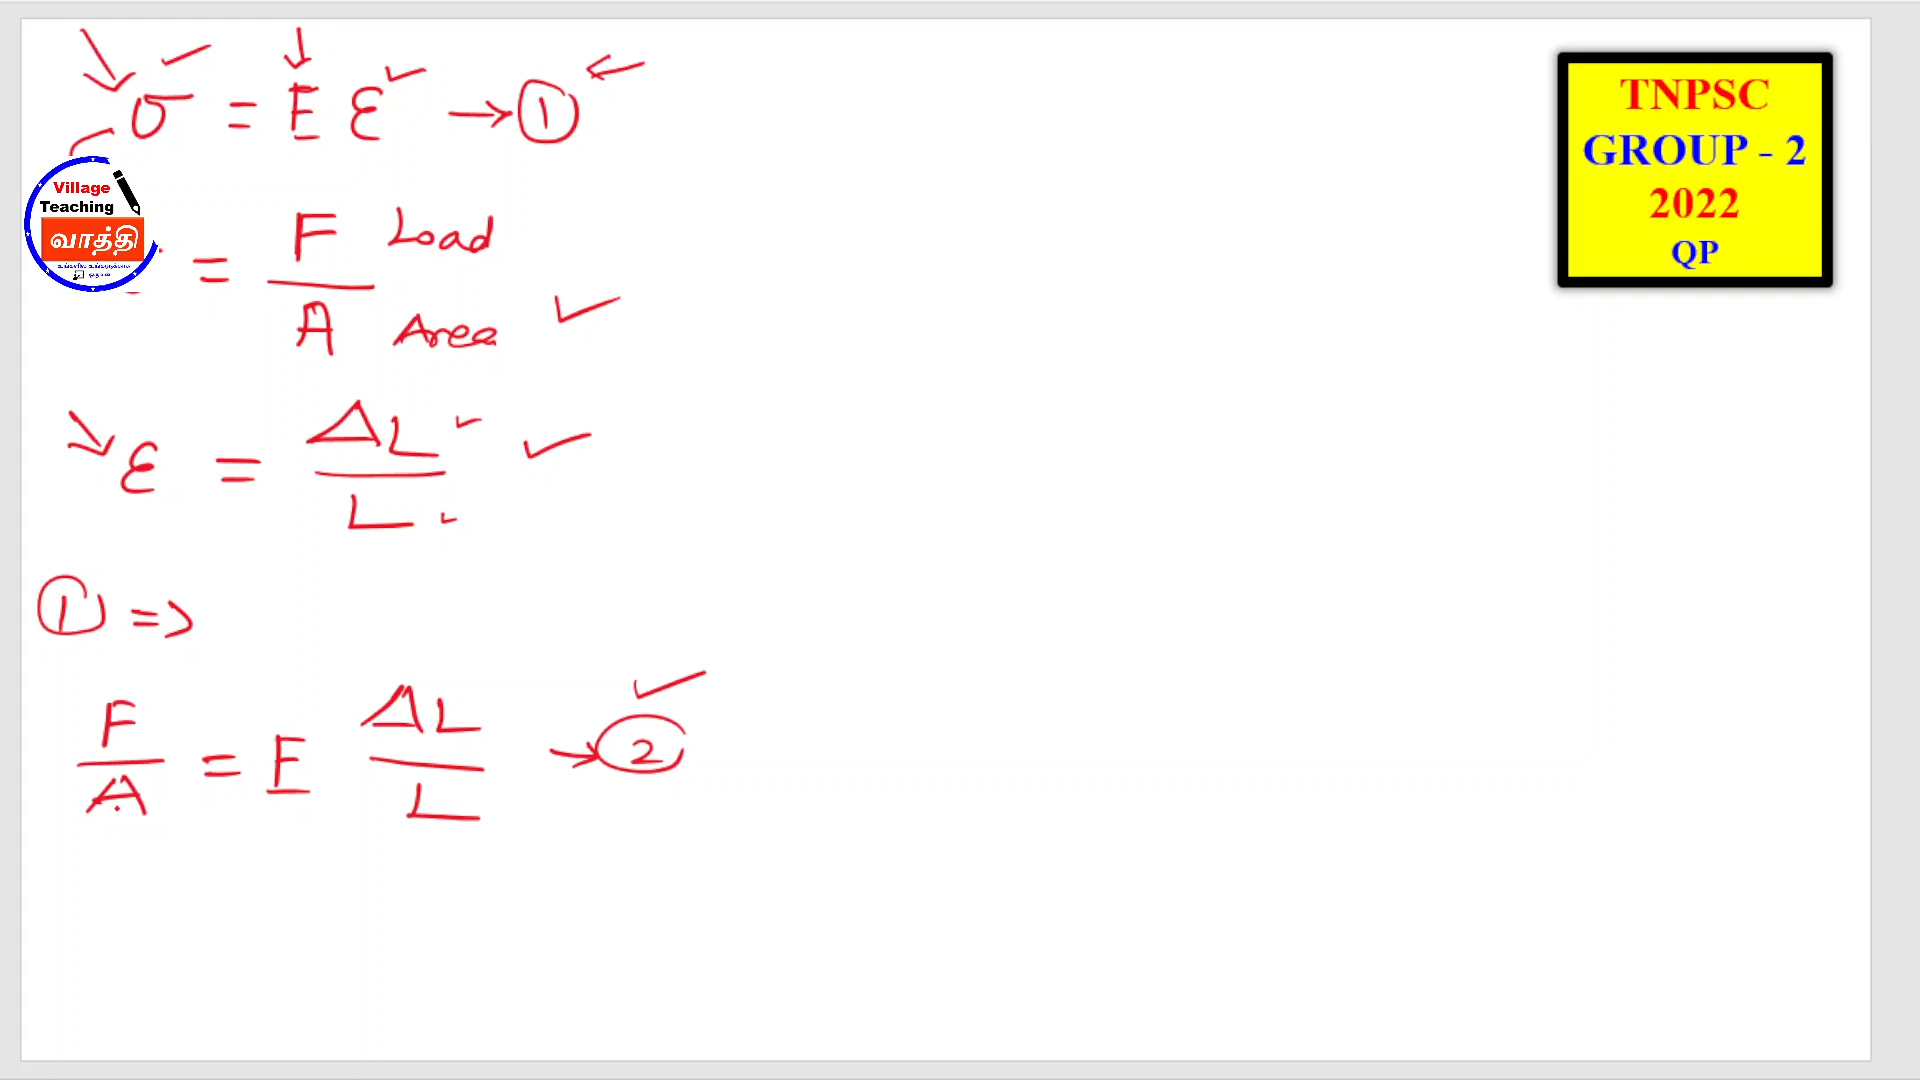 σ = E ε → ①
Village
Teaching
வாத்தி
= F/A Load
Area
ε = ΔL/L
① =>
F/A = E ΔL/L → ②
TNPSC
GROUP - 2
2022
QP